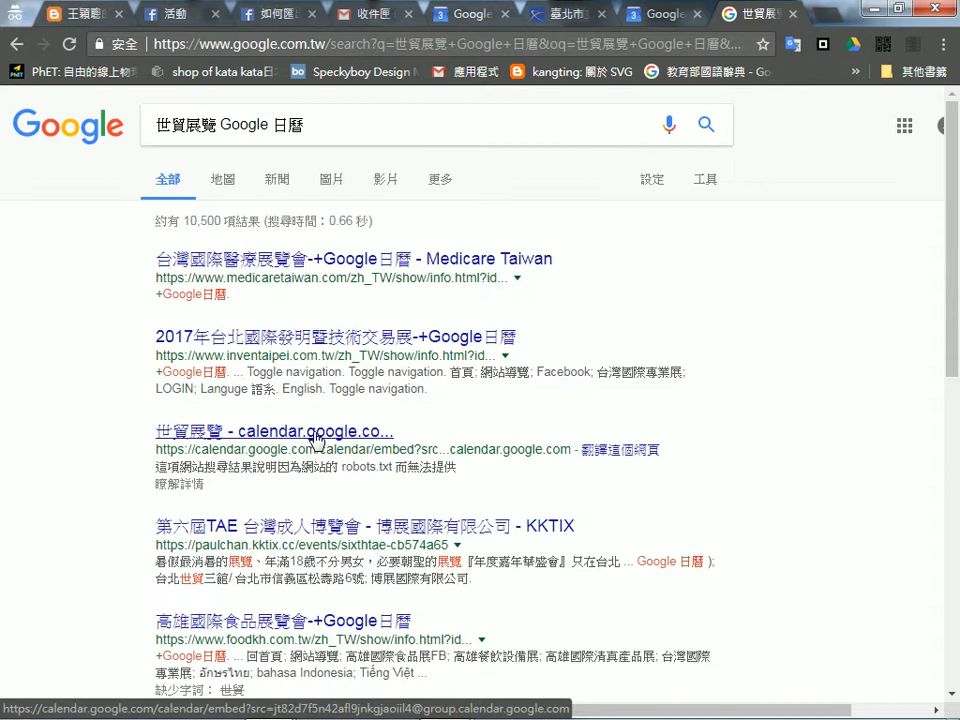 王穎聰
活動
如何匯出
收件匣
Google
臺北市
Google
世貿展
安全 https://www.google.com.tw/search?q=世貿展覽+Google+日曆&oq=世貿展覽+Google+日曆&...
PhET: 自由的線上物
shop of kata kata日
Speckyboy Design
應用程式
kangting: 關於 SVG
教育部國語辭典 - Go
»
其他書籤
Google
世貿展覽 Google 日曆
全部 地圖 新聞 圖片 影片 更多 設定 工具
約有 10,500 項結果 (搜尋時間：0.66 秒)
台灣國際醫療展覽會-+Google日曆 - Medicare Taiwan
https://www.medicaretaiwan.com/zh_TW/show/info.html?id...
+Google日曆.
2017年台北國際發明暨技術交易展-+Google日曆
https://www.inventaipei.com.tw/zh_TW/show/info.html?id...
+Google日曆. ... Toggle navigation. Toggle navigation. 首頁; 網站導覽; Facebook; 台灣國際專業展;
LOGIN; Languge 語系. English. Toggle navigation.
世貿展覽 - calendar.google.co...
https://calendar.google.com/calendar/embed?src...calendar.google.com - 翻譯這個網頁
這項網站搜尋結果說明因為網站的 robots.txt 而無法提供
瞭解詳情
第六屆TAE 台灣成人博覽會 - 博展國際有限公司 - KKTIX
https://paulchan.kktix.cc/events/sixthtae-cb574a65
暑假最消暑的展覽、年滿18歲不分男女，必要朝聖的展覽『年度嘉年華盛會』只在台北 ... Google 日曆 );
台北世貿三館/ 台北市信義區松壽路6號; 博展國際有限公司.
高雄國際食品展覽會-+Google日曆
https://www.foodkh.com.tw/zh_TW/show/info.html?id...
+Google日曆. ... 回首頁; 網站導覽; 高雄國際食品展FB; 高雄餐飲設備展; 高雄國際清真產品展; 台灣國際
專業展; อักษรไทย; bahasa Indonesia; Tiếng Việt ...
缺少字詞： 世貿
https://calendar.google.com/calendar/embed?src=jt82d7f5n42afl9jnkgjaoiil4@group.calendar.google.com